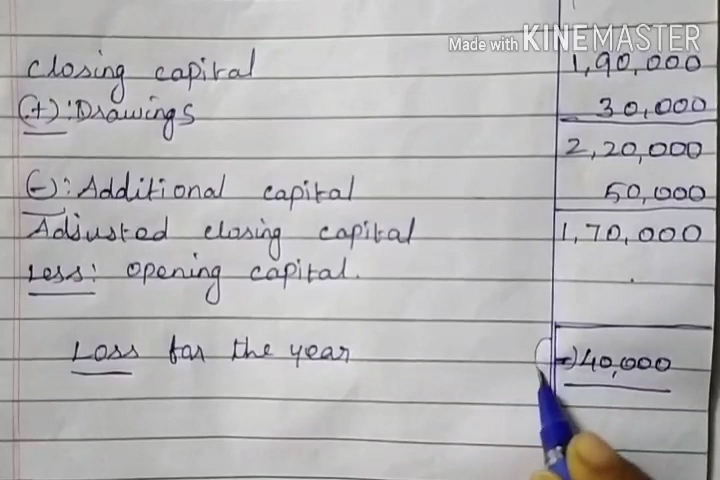 Made with KINEMASTER
Closing capital 1,90,000
(+): Drawings 30,000
2,20,000
(-): Additional capital 50,000
Adjusted closing capital 1,70,000
Less: opening capital.
Loss for the year (-) 40,000